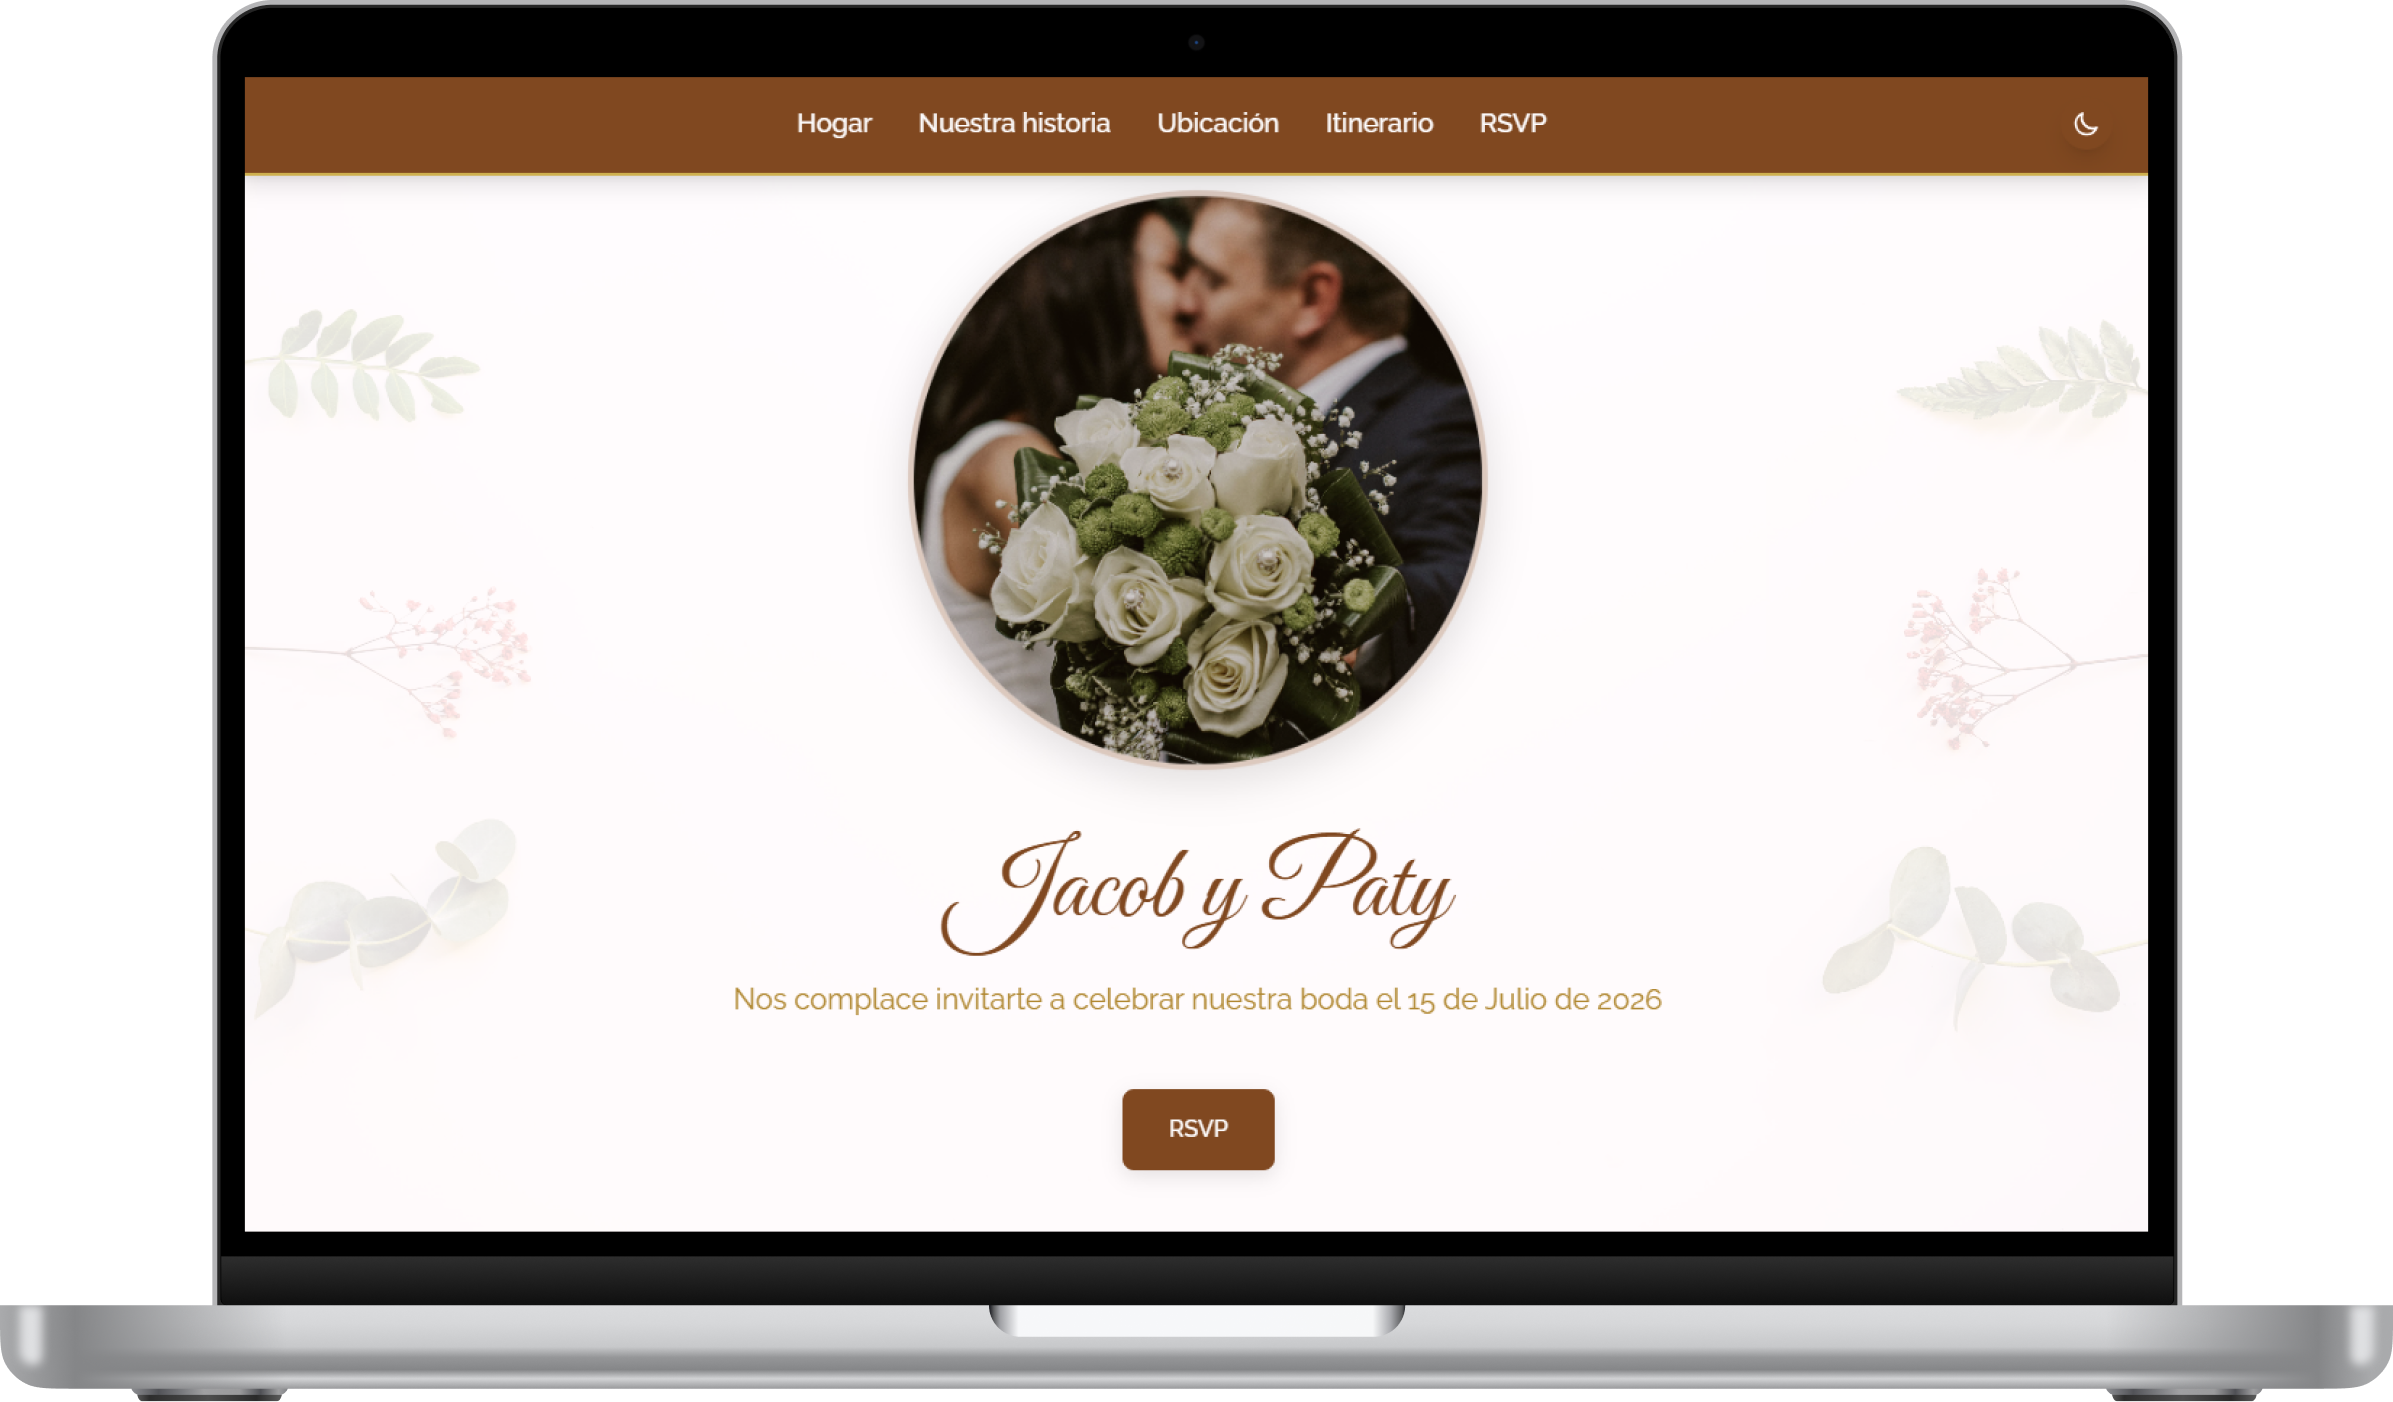 Hogar Nuestra historia Ubicación Itinerario RSVP
Jacob y Paty
Nos complace invitarte a celebrar nuestra boda el 15 de Julio de 2026
RSVP